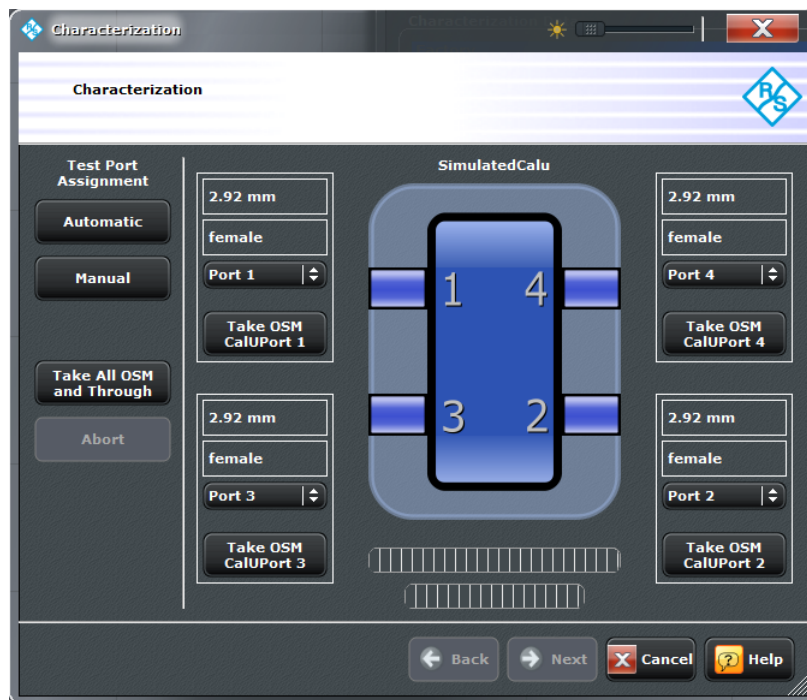 Characterization
Characterization
R
S
Test Port
Assignment
Automatic
Manual
Take All OSM
and Through
Abort
2.92 mm
female
Port 1
Take OSM
CalUPort 1
2.92 mm
female
Port 3
Take OSM
CalUPort 3
SimulatedCalu
1
4
3
2
2.92 mm
female
Port 4
Take OSM
CalUPort 4
2.92 mm
female
Port 2
Take OSM
CalUPort 2
Back
Next
Cancel
Help